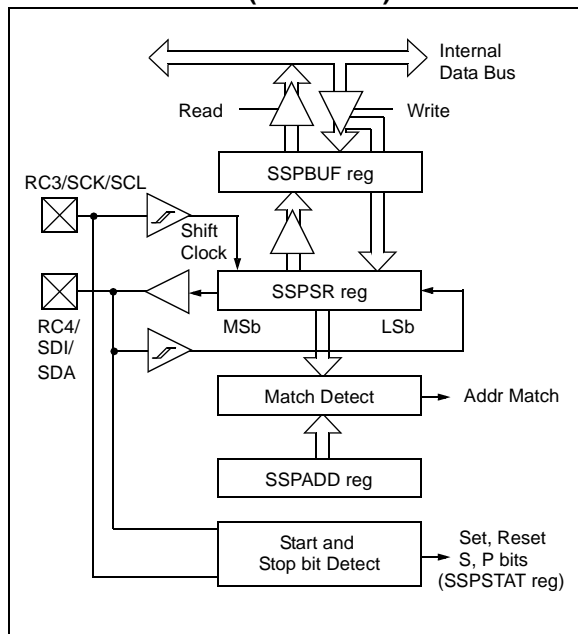 Internal
Data Bus
Read
Write
SSPBUF reg
RC3/SCK/SCL
Shift
Clock
SSPSR reg
MSb
LSb
RC4/
SDI/
SDA
Match Detect
Addr Match
SSPADD reg
Start and
Stop bit Detect
Set, Reset
S, P bits
(SSPSTAT reg)